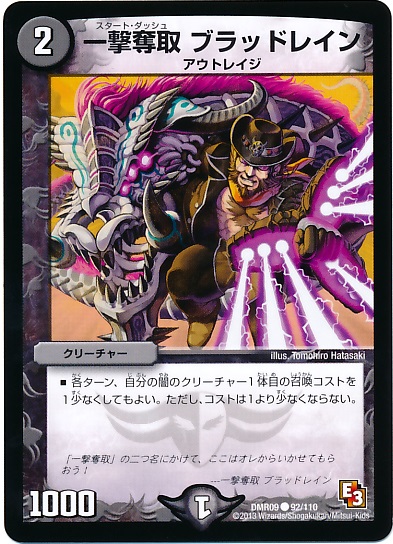 2
スタート・ダッシュ
一撃奪取 ブラッドレイン
アウトレイジ
illus. Tomohiro Hatasaki
クリーチャー
■ 各ターン、自分の闇のクリーチャー1体目の召喚コストを
1少なくしてもよい。ただし、コストは1より少なくならない。
「一撃奪取」の二つ名にかけて、ここはオレからいかせてもら
おう！
---一撃奪取 ブラッドレイン
1000
1
E3
DMR09 92/110
©2013 Wizards/Shogakukan/Mitsui-Kids